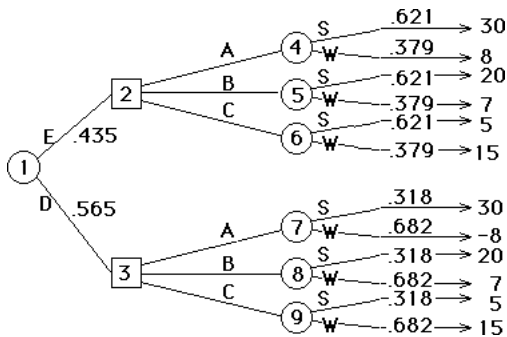 S .621 30
A 4
W .379 8
S .621 20
2 B 5
W .379 7
C S .621 5
6
E .435 W .379 15
1
D .565 S .318 30
A 7
W .682 -8
S .318 20
3 B 8
W .682 7
C S .318 5
9
W .682 15